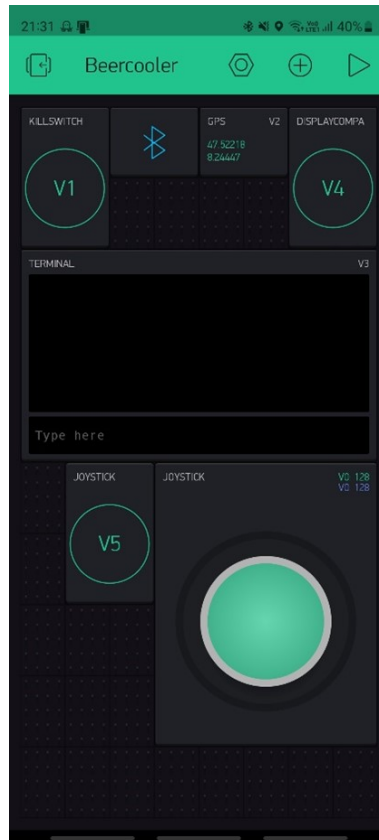 21:31 40%
Beercooler
KILLSWITCH
V1
GPS V2
47.52218
8.24447
DISPLAYCOMPA
V4
TERMINAL V3
Type here
JOYSTICK
V5
JOYSTICK
V0 128
V0 128